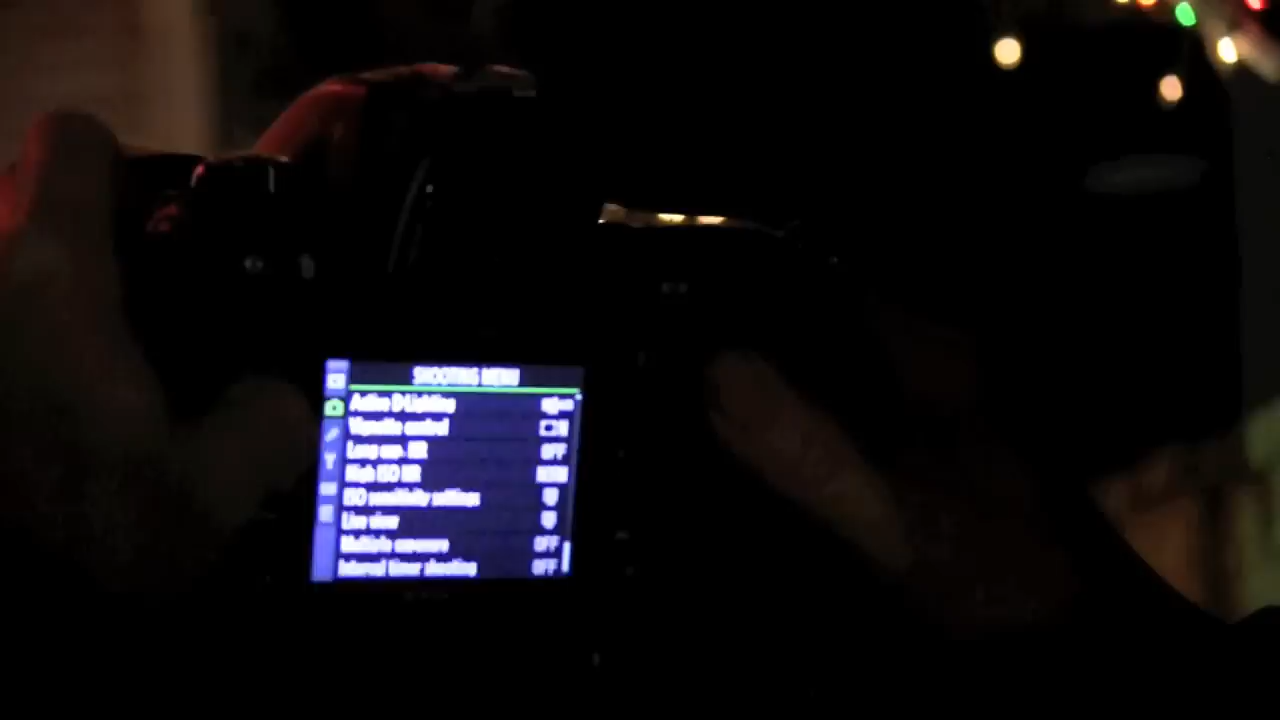 SHOOTING MENU
Active D-Lighting
Vignette control
Long exp. NR OFF
High ISO NR NORM
ISO sensitivity settings
Live view
Multiple exposure OFF
Interval timer shooting OFF